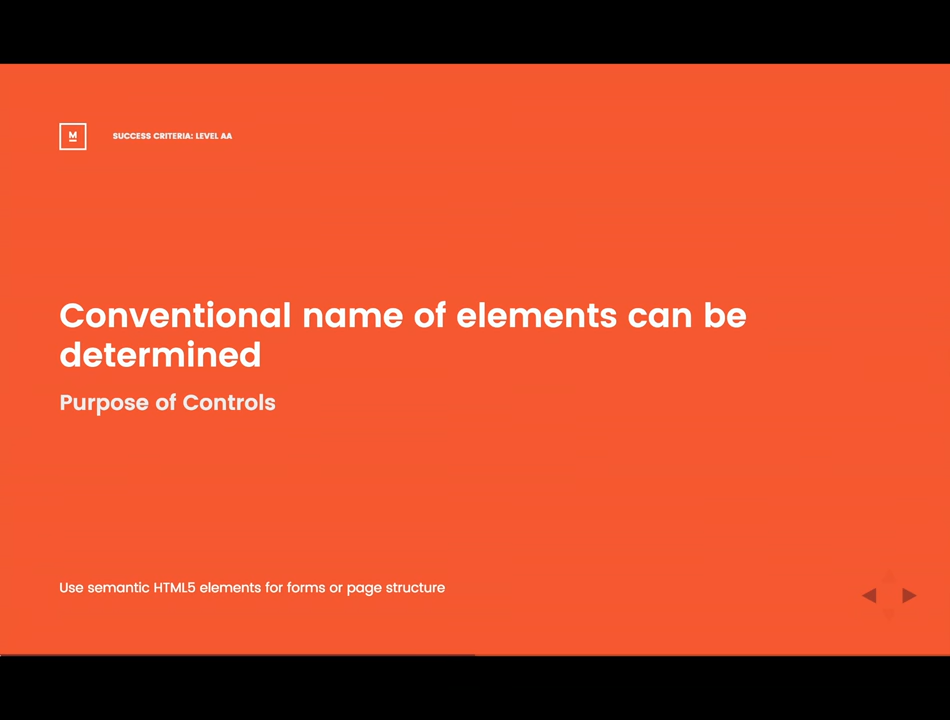 M
SUCCESS CRITERIA: LEVEL AA
Conventional name of elements can be
determined
Purpose of Controls
Use semantic HTML5 elements for forms or page structure